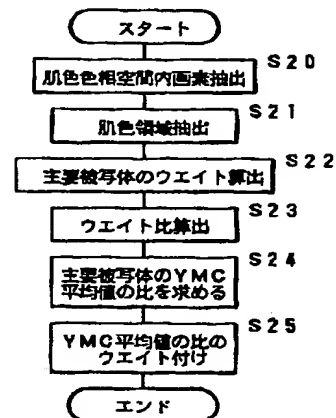 スタート
S20
肌色色相空間内画素抽出
S21
肌色領域抽出
S22
主要被写体のウエイト算出
S23
ウエイト比算出
S24
主要被写体のYMC
平均値の比を求める
S25
YMC平均値の比の
ウエイト付け
エンド